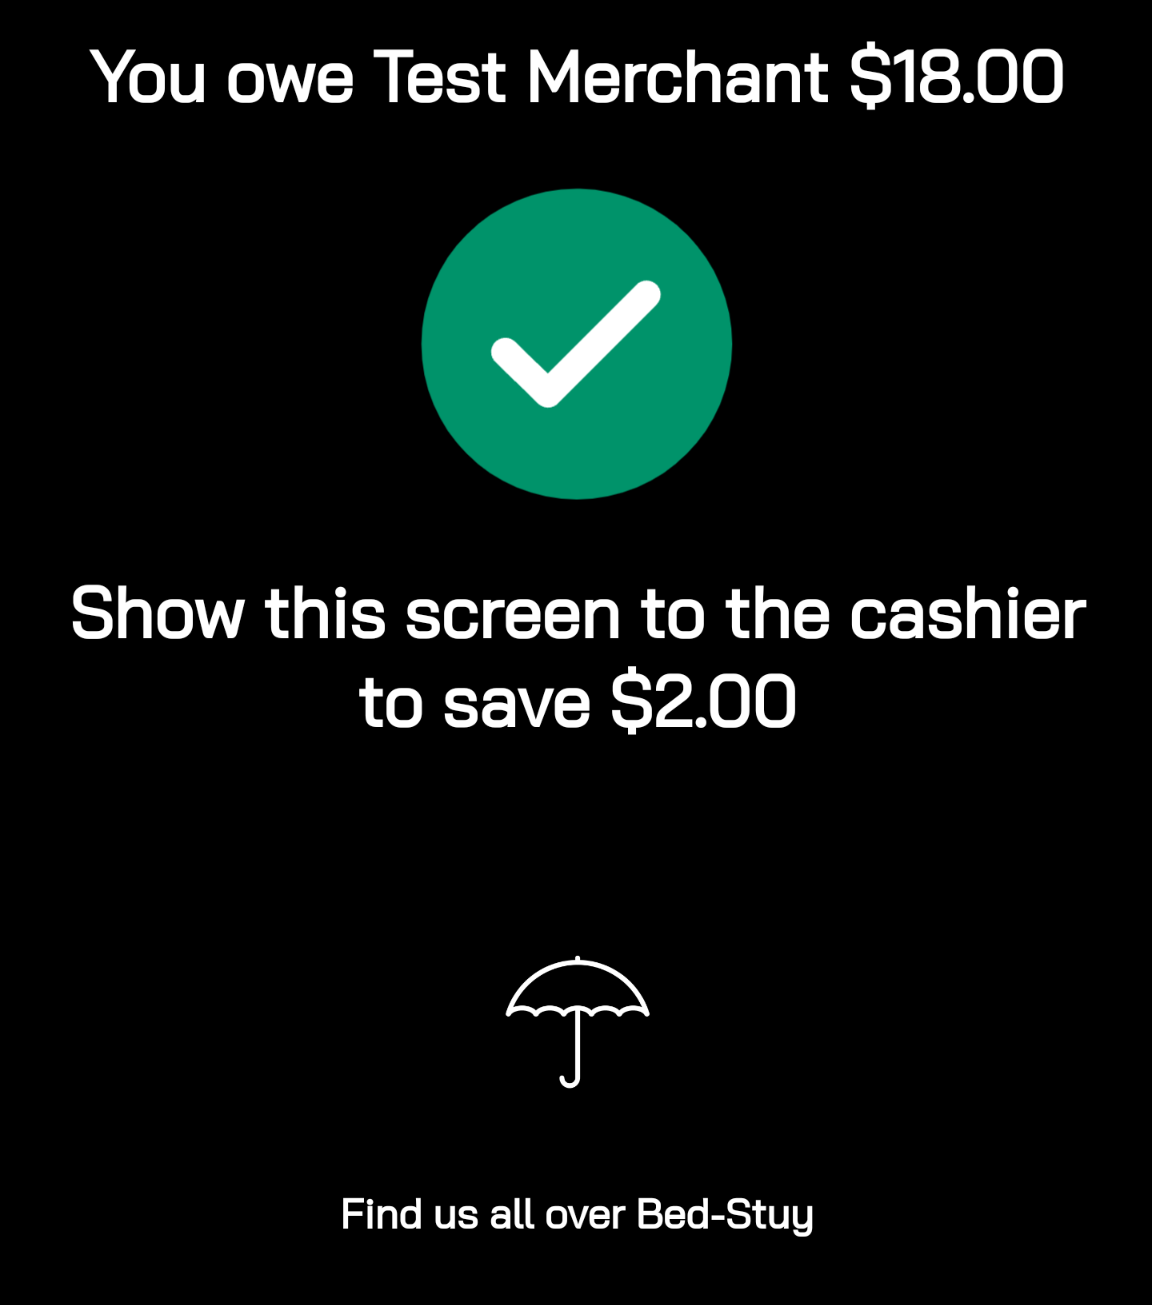 You owe Test Merchant $18.00
Show this screen to the cashier
to save $2.00
Find us all over Bed-Stuy